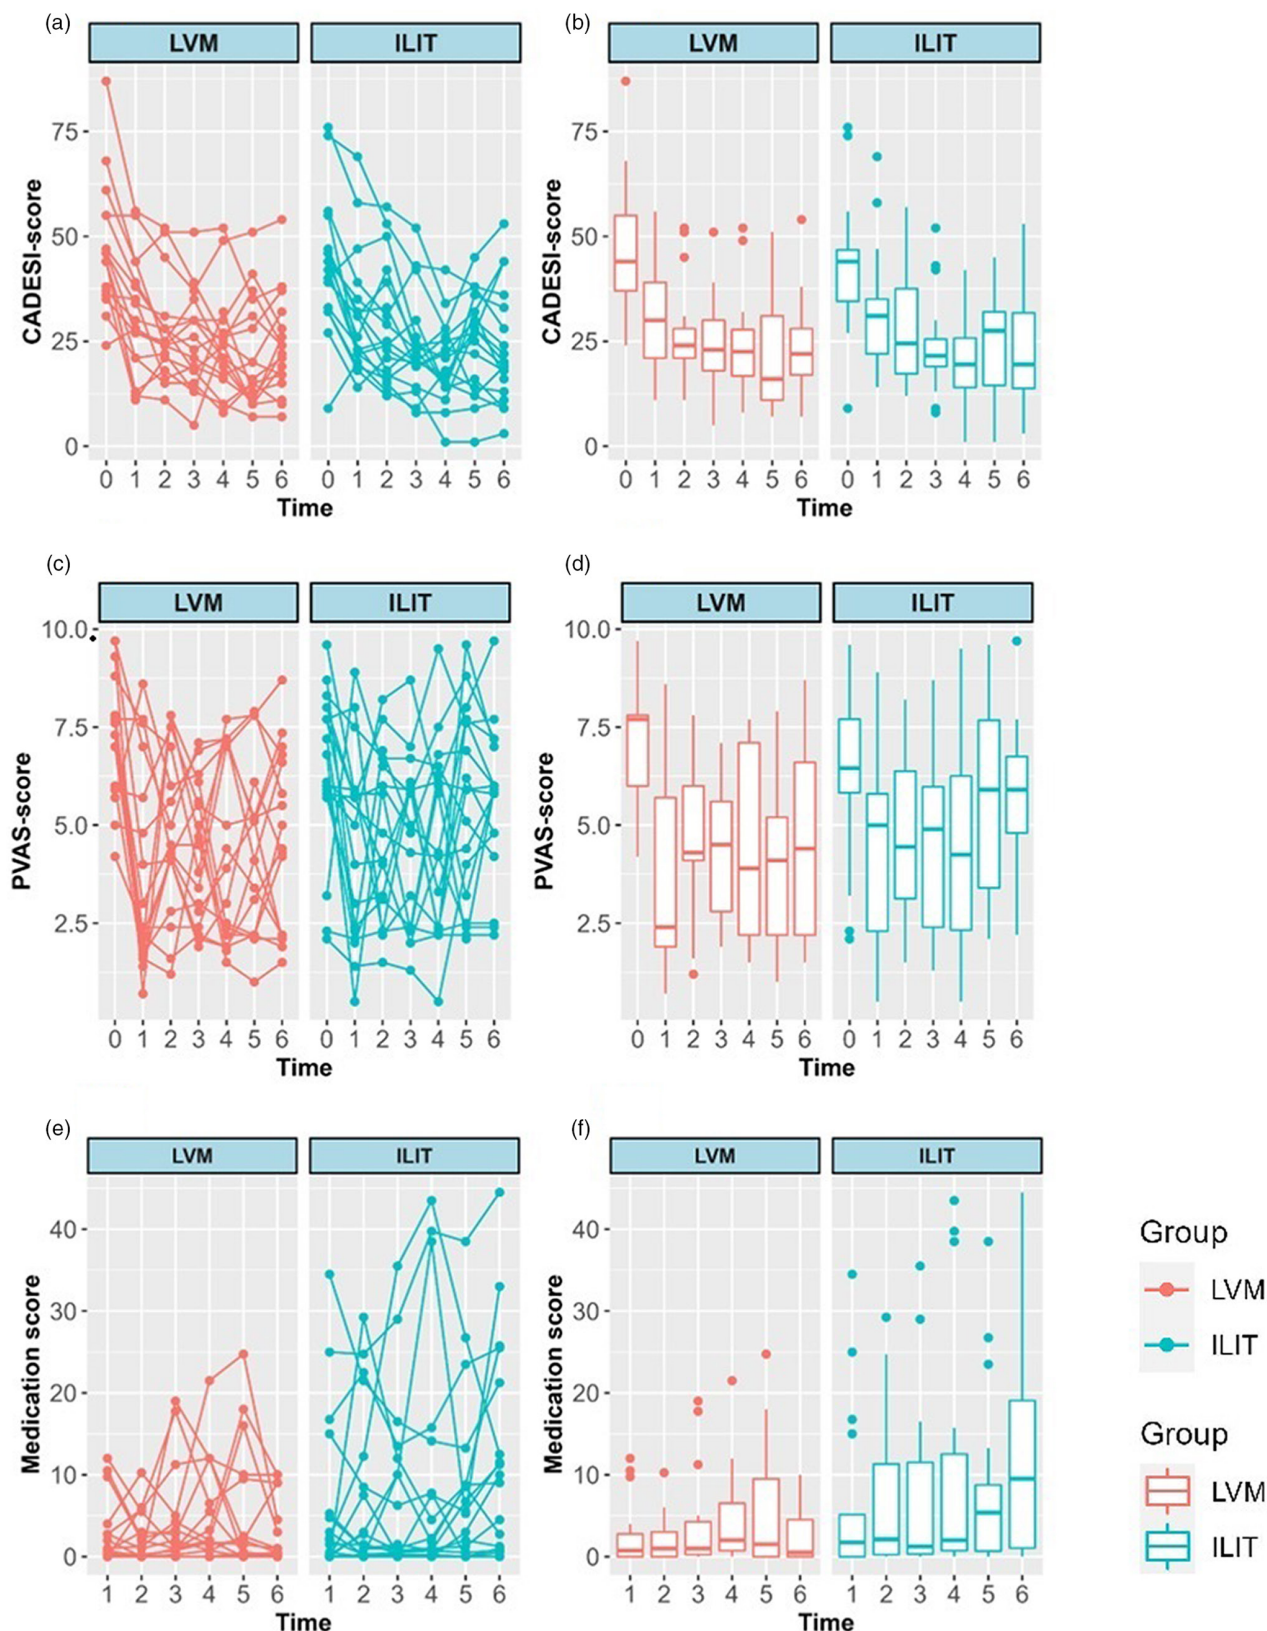 (a) (b)
LVM ILIT LVM ILIT
75 75
50 50
25 25
0 0
CADESI-score CADESI-score
0 1 2 3 4 5 6 0 1 2 3 4 5 6 0 1 2 3 4 5 6 0 1 2 3 4 5 6
Time Time
(c) (d)
LVM ILIT LVM ILIT
10.0 10.0
7.5 7.5
5.0 5.0
2.5 2.5
PVAS-score PVAS-score
0 1 2 3 4 5 6 0 1 2 3 4 5 6 0 1 2 3 4 5 6 0 1 2 3 4 5 6
Time Time
(e) (f)
LVM ILIT LVM ILIT
40 40
30 30
20 20
10 10
0 0
Medication score Medication score
1 2 3 4 5 6 1 2 3 4 5 6 1 2 3 4 5 6 1 2 3 4 5 6
Time Time
Group
LVM
ILIT
Group
LVM
ILIT